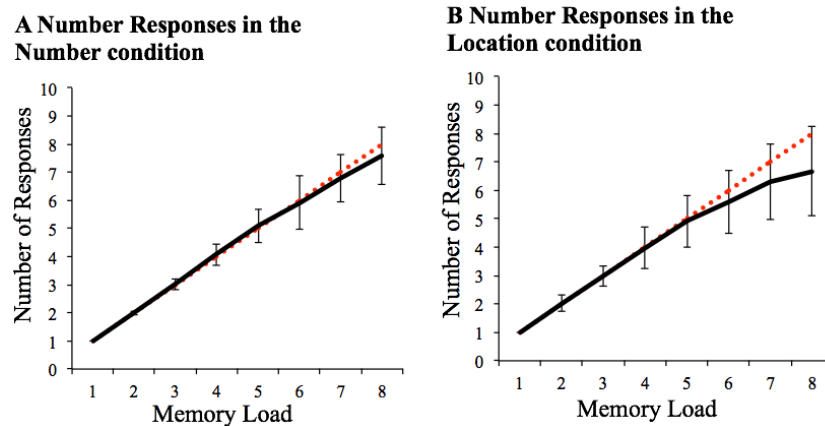 A Number Responses in the
Number condition
10
9
8
7
6
5
4
3
2
1
0
Number of Responses
1 2 3 4 5 6 7 8
Memory Load
B Number Responses in the
Location condition
10
9
8
7
6
5
4
3
2
1
0
Number of Responses
1 2 3 4 5 6 7 8
Memory Load